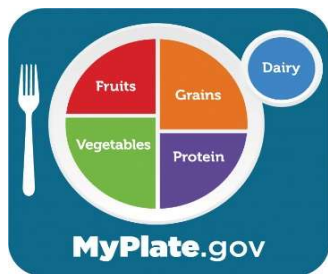 Dairy
Fruits
Grains
Vegetables
Protein
MyPlate.gov